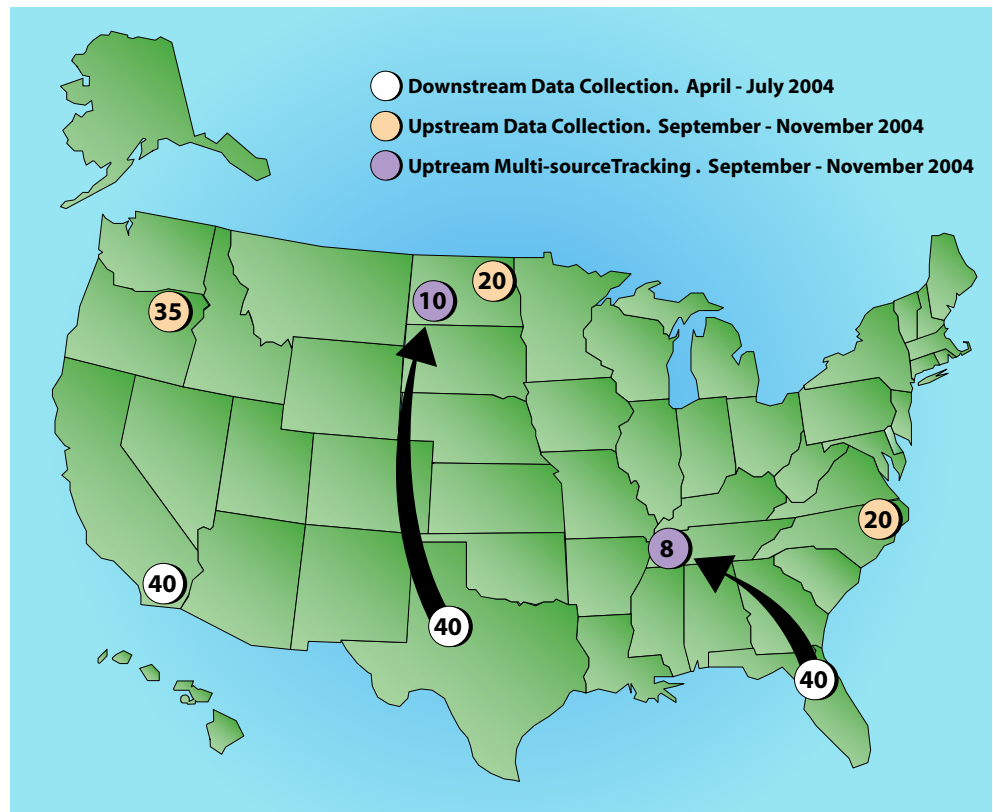 Downstream Data Collection. April - July 2004
Upstream Data Collection. September - November 2004
Uptream Multi-sourceTracking . September - November 2004
20
10
35
20
8
40
40
40